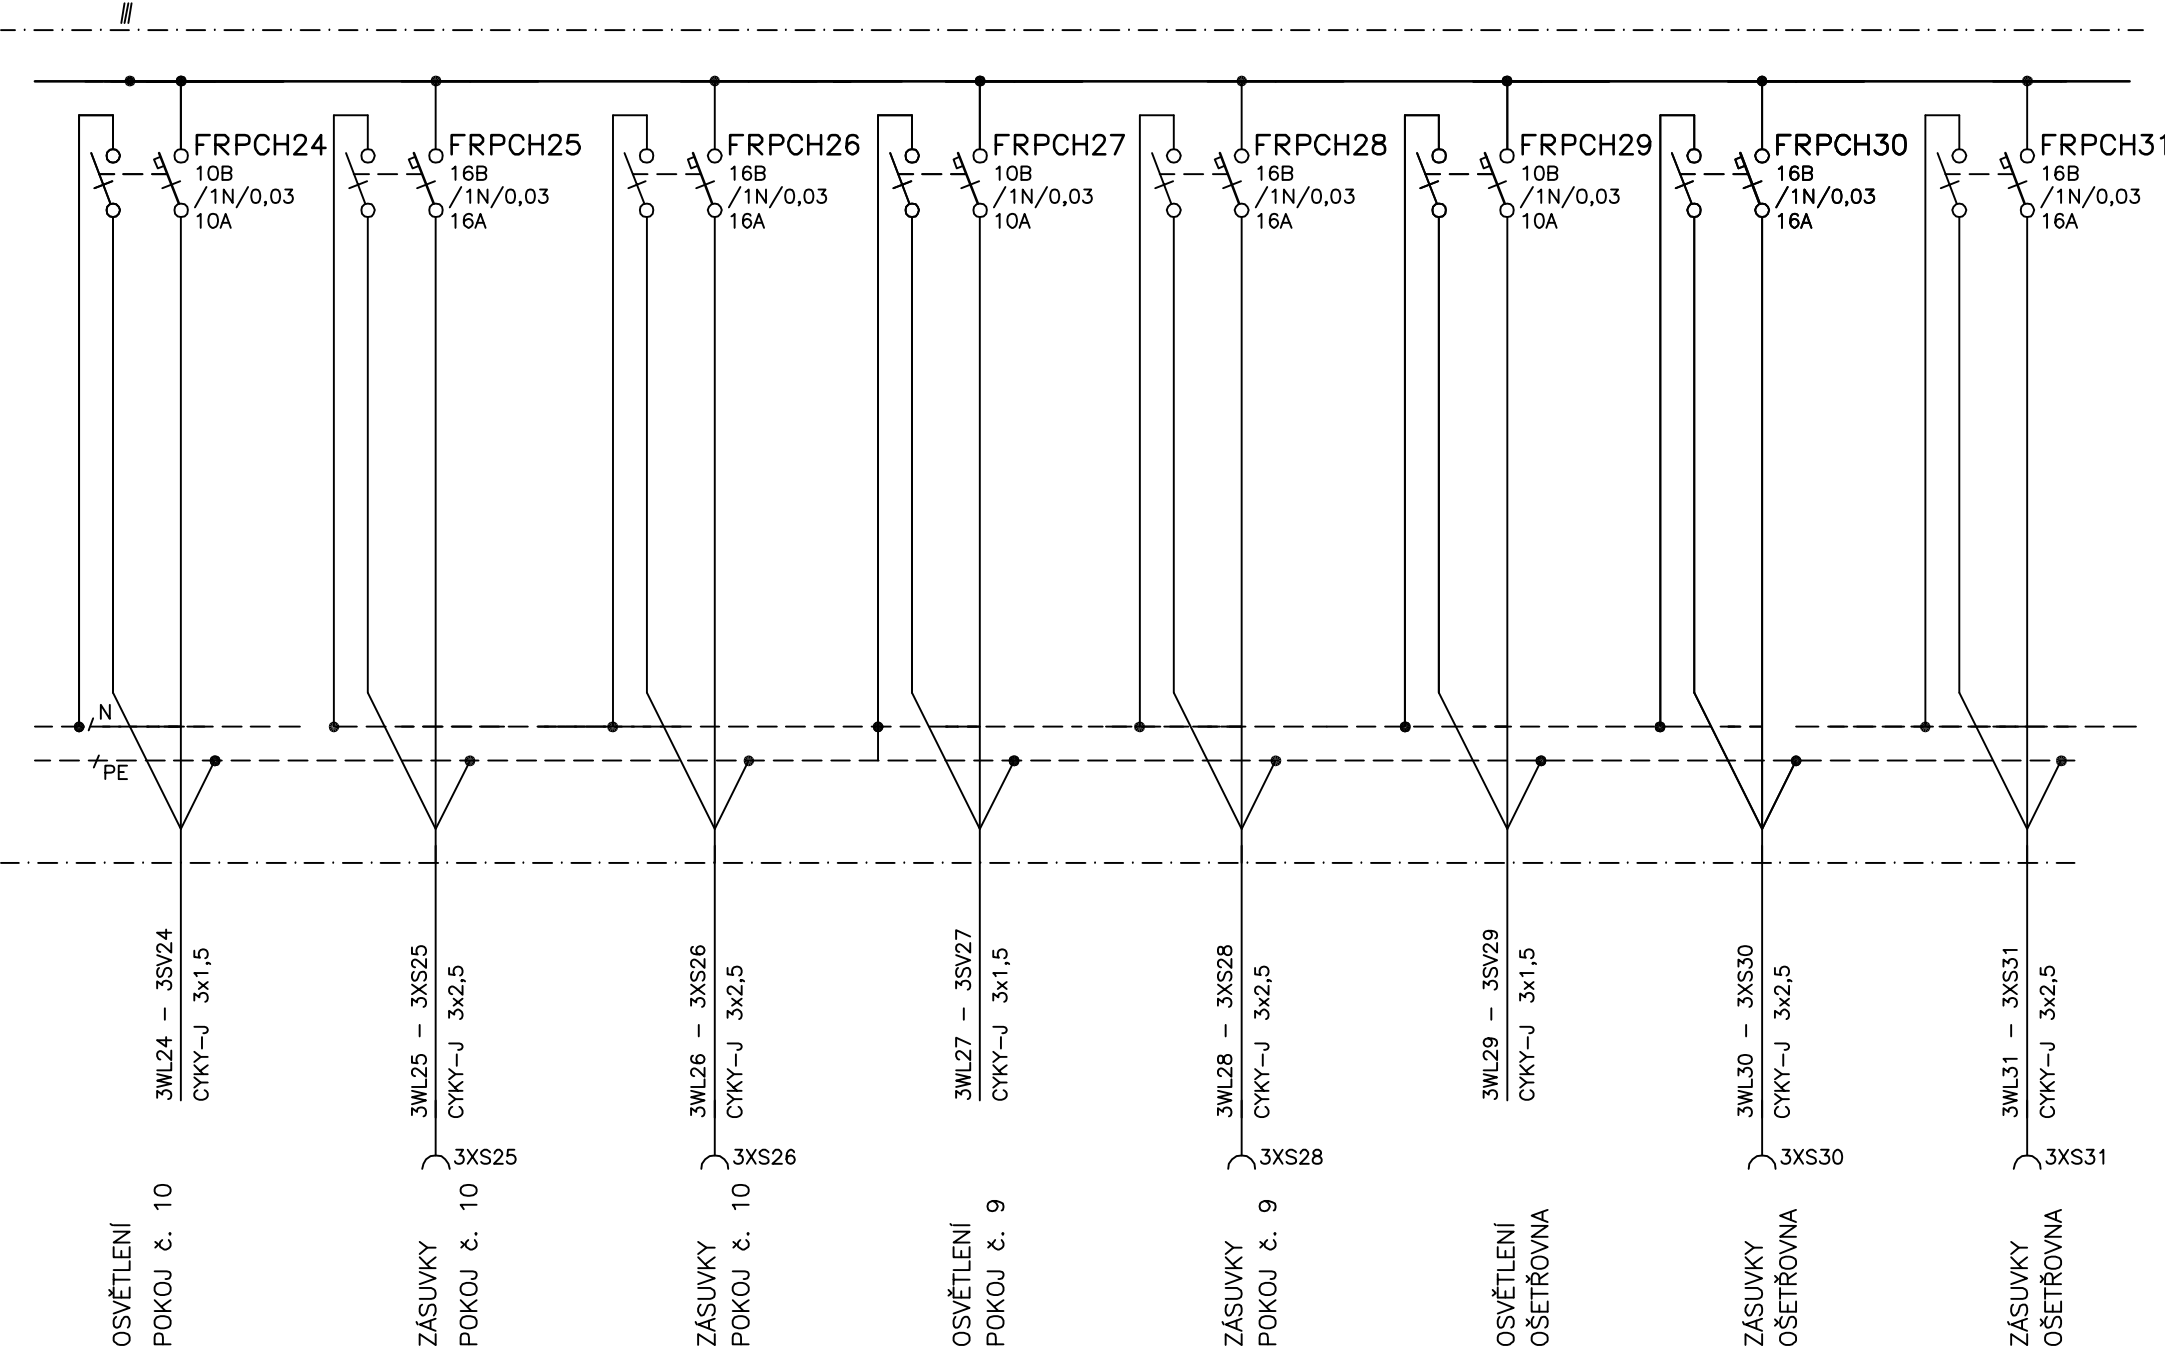 FRPCH24
10B
/1N/0,03
10A
FRPCH25
16B
/1N/0,03
16A
FRPCH26
16B
/1N/0,03
16A
FRPCH27
10B
/1N/0,03
10A
FRPCH28
16B
/1N/0,03
16A
FRPCH29
10B
/1N/0,03
10A
FRPCH30
16B
/1N/0,03
16A
FRPCH31
16B
/1N/0,03
16A
N
PE
3WL24 – 3SV24
CYKY–J 3x1,5
3WL25 – 3XS25
CYKY–J 3x2,5
3WL26 – 3XS26
CYKY–J 3x2,5
3WL27 – 3SV27
CYKY–J 3x1,5
3WL28 – 3XS28
CYKY–J 3x2,5
3WL29 – 3SV29
CYKY–J 3x1,5
3WL30 – 3XS30
CYKY–J 3x2,5
3WL31 – 3XS31
CYKY–J 3x2,5
3XS25
3XS26
3XS28
3XS30
3XS31
OSVĚTLENÍ
POKOJ č. 10
ZÁSUVKY
POKOJ č. 10
ZÁSUVKY
POKOJ č. 10
OSVĚTLENÍ
POKOJ č. 9
ZÁSUVKY
POKOJ č. 9
OSVĚTLENÍ
OŠETŘOVNA
ZÁSUVKY
OŠETŘOVNA
ZÁSUVKY
OŠETŘOVNA